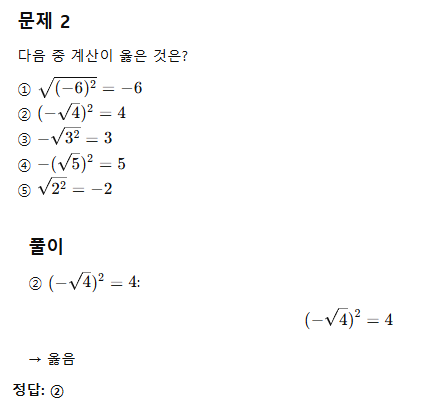 문제 2
다음 중 계산이 옳은 것은?
① √(-6)² = -6
② (-√4)² = 4
③ -√3² = 3
④ -(√5)² = 5
⑤ √2² = -2
풀이
② (-√4)² = 4:
(-√4)² = 4
→ 옳음
정답: ②